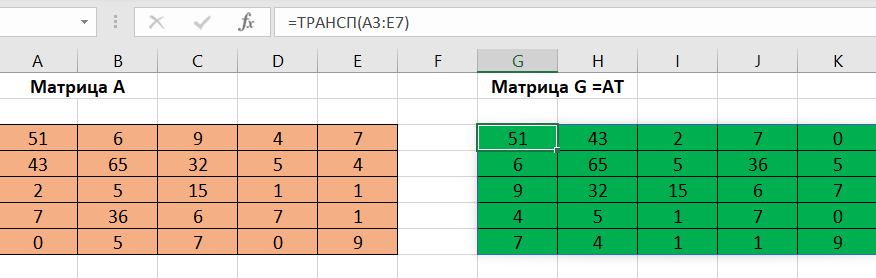 =ТРАНСП(A3:E7)
A B C D E F G H I J K
Матрица A Матрица G =AT
51 6 9 4 7 51 43 2 7 0
43 65 32 5 4 6 65 5 36 5
2 5 15 1 1 9 32 15 6 7
7 36 6 7 1 4 5 1 7 0
0 5 7 0 9 7 4 1 1 9